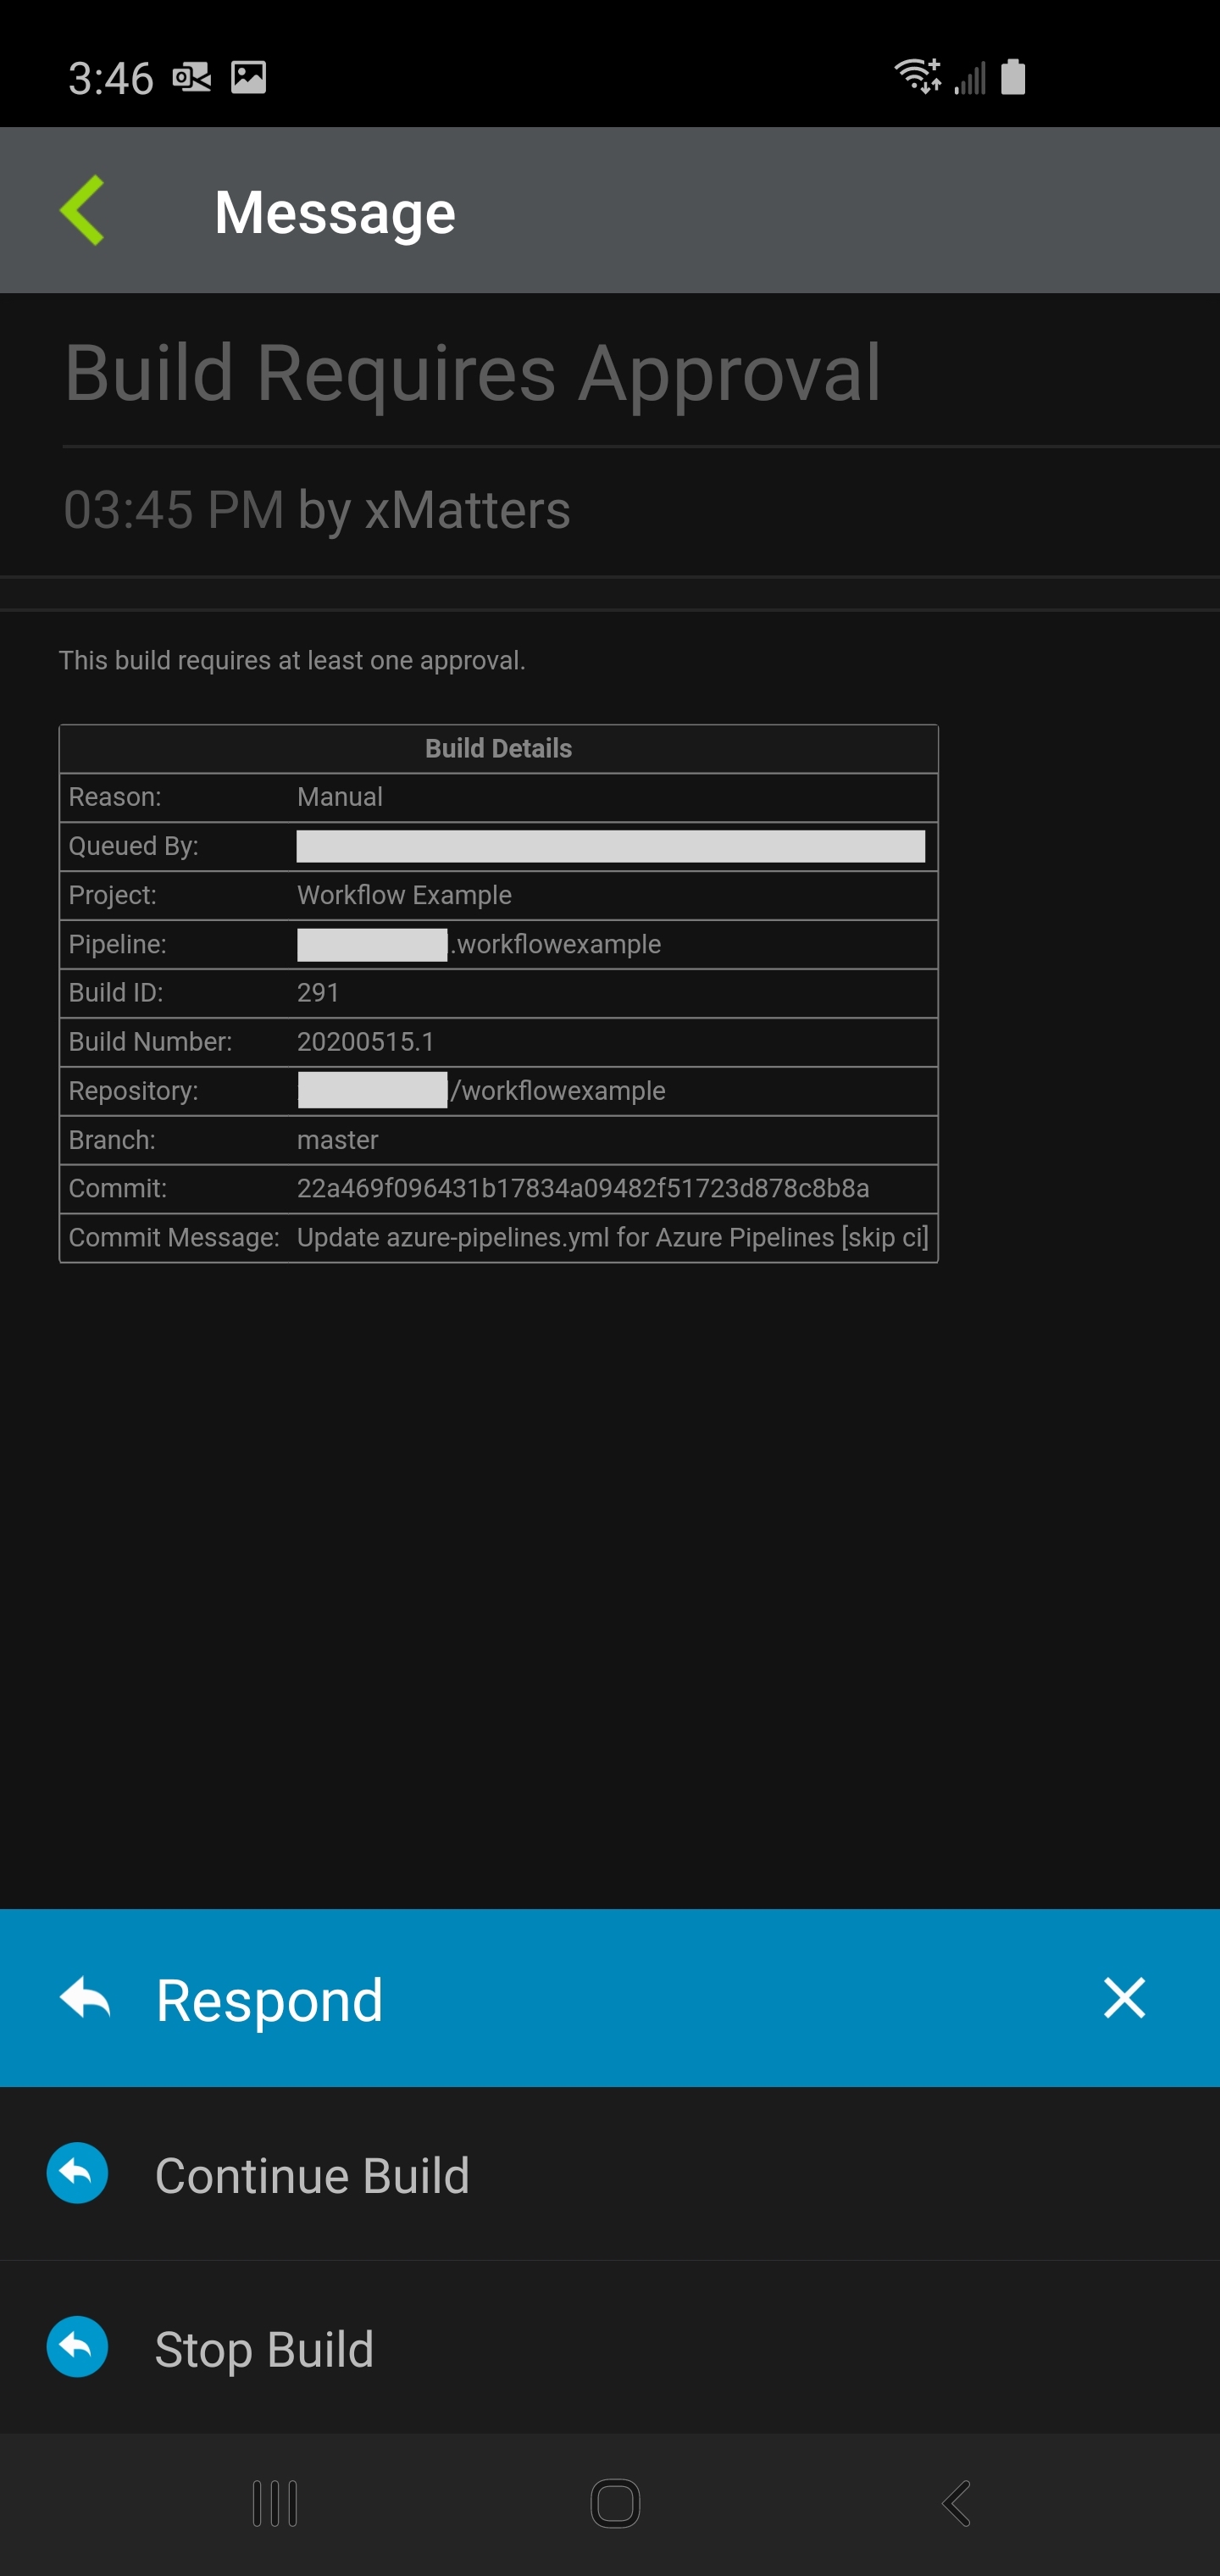 3:46
Message
Build Requires Approval
03:45 PM by xMatters
This build requires at least one approval.
Build Details
Reason: Manual
Queued By:
Project: Workflow Example
Pipeline: .workflowexample
Build ID: 291
Build Number: 20200515.1
Repository: /workflowexample
Branch: master
Commit: 22a469f096431b17834a09482f51723d878c8b8a
Commit Message: Update azure-pipelines.yml for Azure Pipelines [skip ci]
Respond
Continue Build
Stop Build